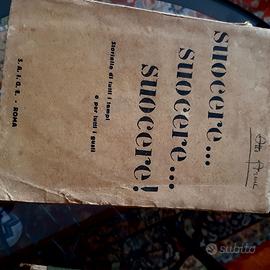 suocere...
suocere...
suocere!
Storielle di tutti i tempi
e per tutti i gusti
S. A. I. G. E. - ROMA
subito